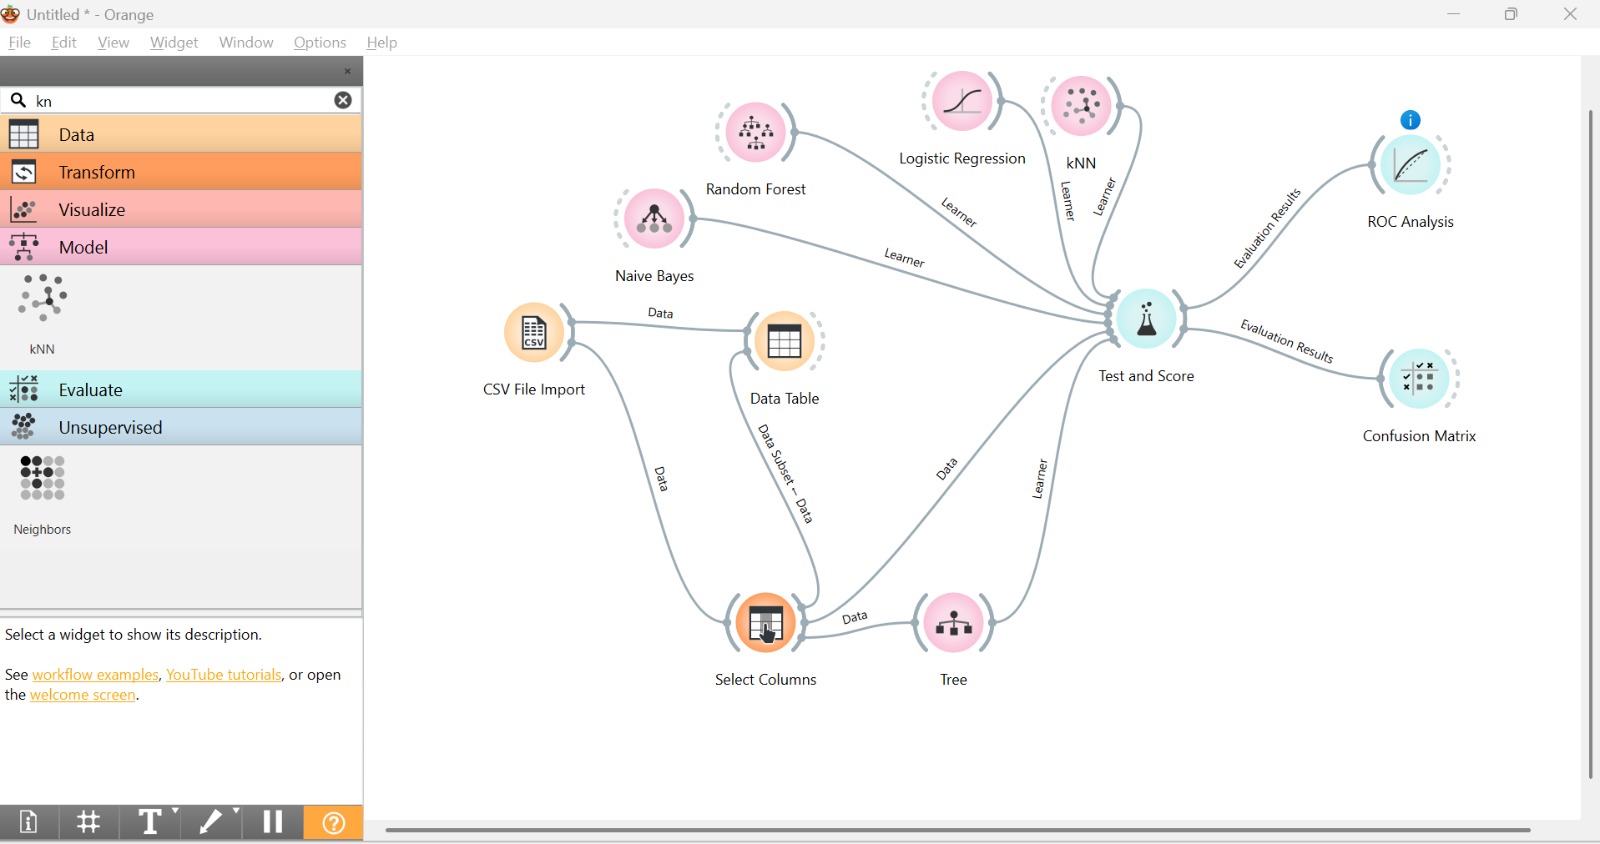 Untitled * - Orange
File Edit View Widget Window Options Help
kn
Data
Transform
Visualize
Model
kNN
Evaluate
Unsupervised
Neighbors
Select a widget to show its description.
See workflow examples, YouTube tutorials, or open
the welcome screen.
Logistic Regression
kNN
Random Forest
Naive Bayes
ROC Analysis
Learner
Learner
Learner
Learner
Evaluation Results
CSV
CSV File Import
Data
Data Table
Test and Score
Evaluation Results
Confusion Matrix
Data
Data Subset ← Data
Data
Learner
Data
Select Columns
Tree